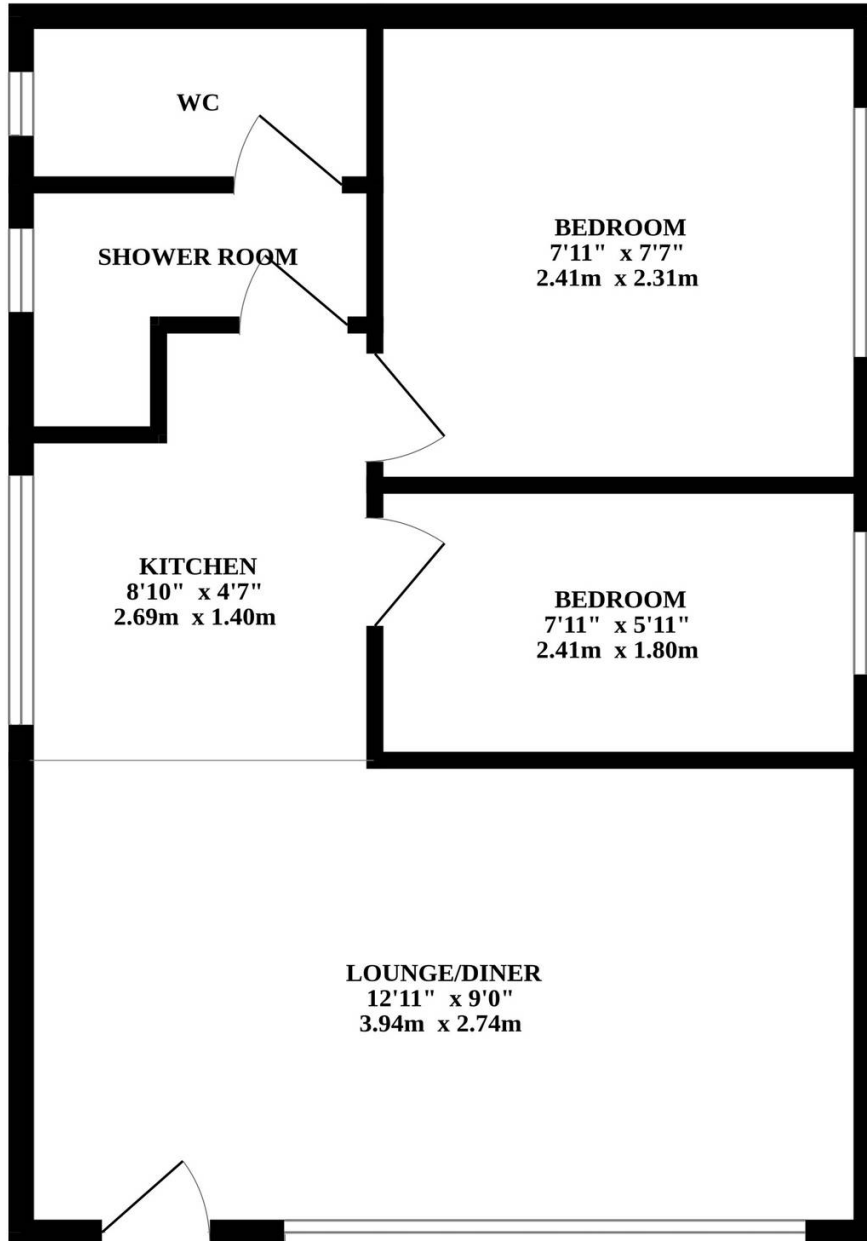 WC
SHOWER ROOM
BEDROOM
7'11" x 7'7"
2.41m x 2.31m
KITCHEN
8'10" x 4'7"
2.69m x 1.40m
BEDROOM
7'11" x 5'11"
2.41m x 1.80m
LOUNGE/DINER
12'11" x 9'0"
3.94m x 2.74m